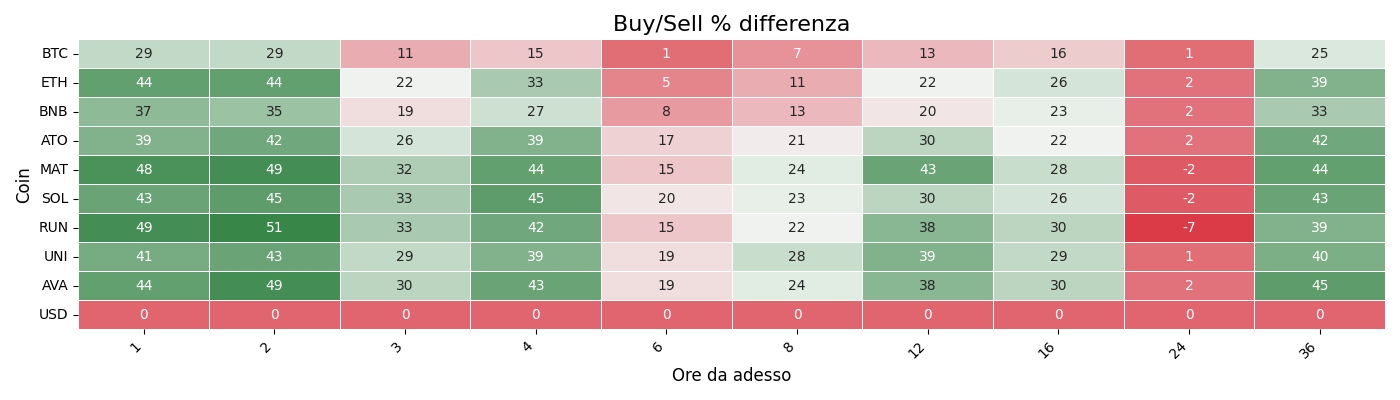 Buy/Sell % differenza
Coin
BTC 29 29 11 15 1 7 13 16 1 25
ETH 44 44 22 33 5 11 22 26 2 39
BNB 37 35 19 27 8 13 20 23 2 33
ATO 39 42 26 39 17 21 30 22 2 42
MAT 48 49 32 44 15 24 43 28 -2 44
SOL 43 45 33 45 20 23 30 26 -2 43
RUN 49 51 33 42 15 22 38 30 -7 39
UNI 41 43 29 39 19 28 39 29 1 40
AVA 44 49 30 43 19 24 38 30 2 45
USD 0 0 0 0 0 0 0 0 0 0
1 2 3 4 6 8 12 16 24 36
Ore da adesso